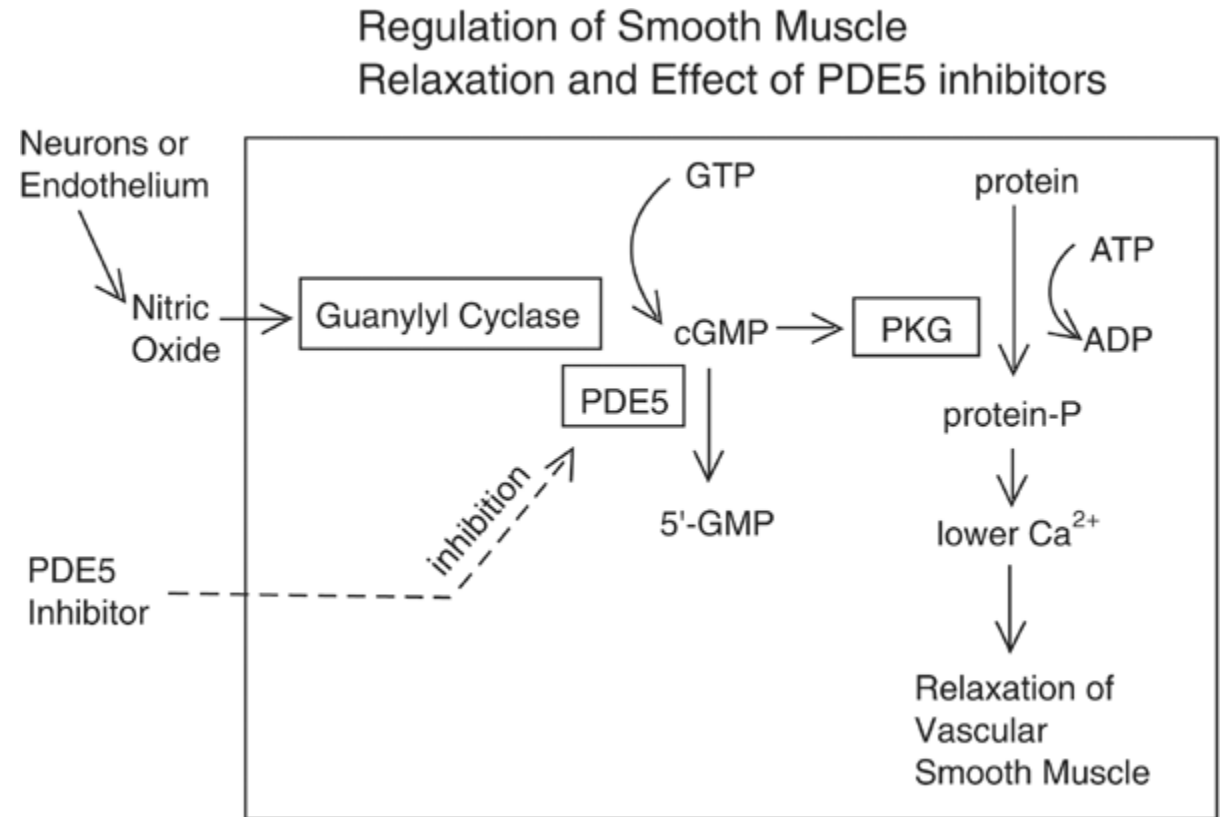 Regulation of Smooth Muscle
Relaxation and Effect of PDE5 inhibitors
Neurons or
Endothelium
Nitric
Oxide
Guanylyl Cyclase
GTP
cGMP
PDE5
5'-GMP
PKG
protein
ATP
ADP
protein-P
lower Ca²⁺
Relaxation of
Vascular
Smooth Muscle
inhibition
PDE5
Inhibitor